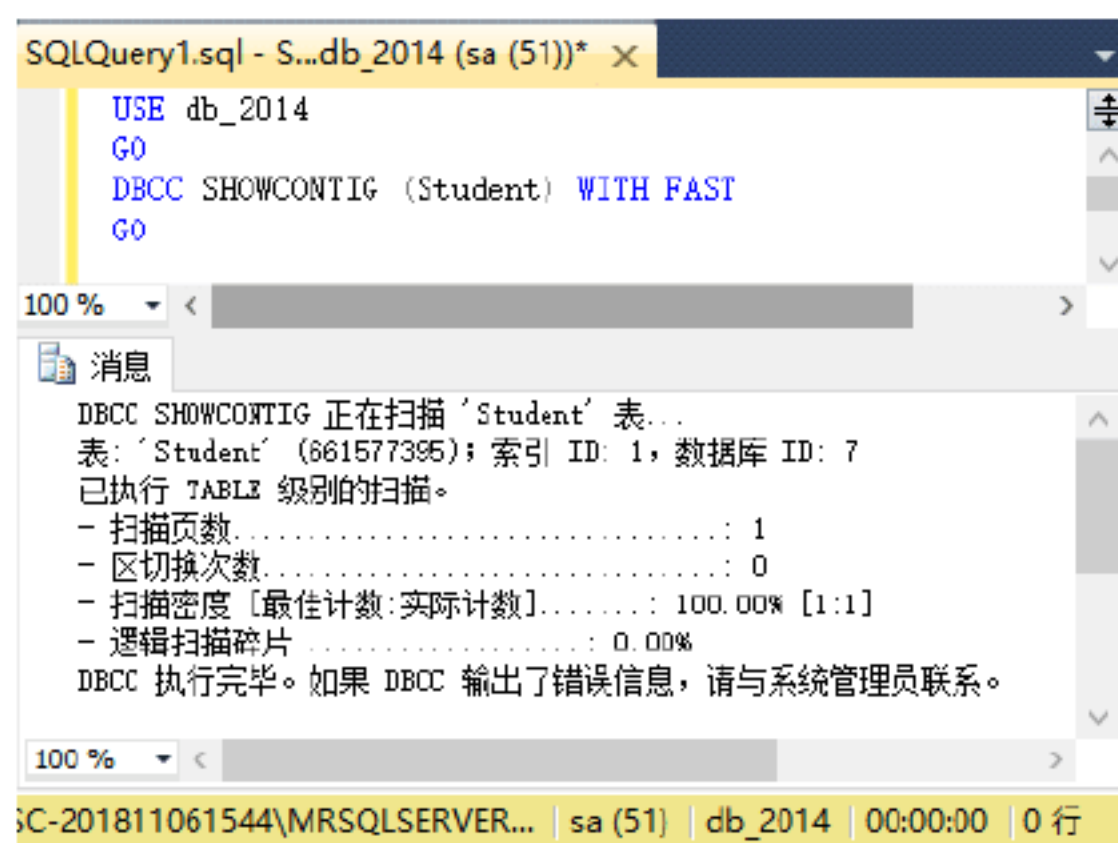 SQLQuery1.sql - S...db_2014 (sa (51))* ×
USE db_2014
GO
DBCC SHOWCONTIG (Student) WITH FAST
GO
100 %
消息
DBCC SHOWCONTIG 正在扫描 'Student' 表...
表: 'Student' (661577395)；索引 ID: 1，数据库 ID: 7
已执行 TABLE 级别的扫描。
- 扫描页数................................: 1
- 区切换次数..............................: 0
- 扫描密度 [最佳计数:实际计数].......: 100.00% [1:1]
- 逻辑扫描碎片 ..................: 0.00%
DBCC 执行完毕。如果 DBCC 输出了错误信息，请与系统管理员联系。
100 %
SC-201811061544\MRSQLSERVER... sa (51) db_2014 00:00:00 0 行